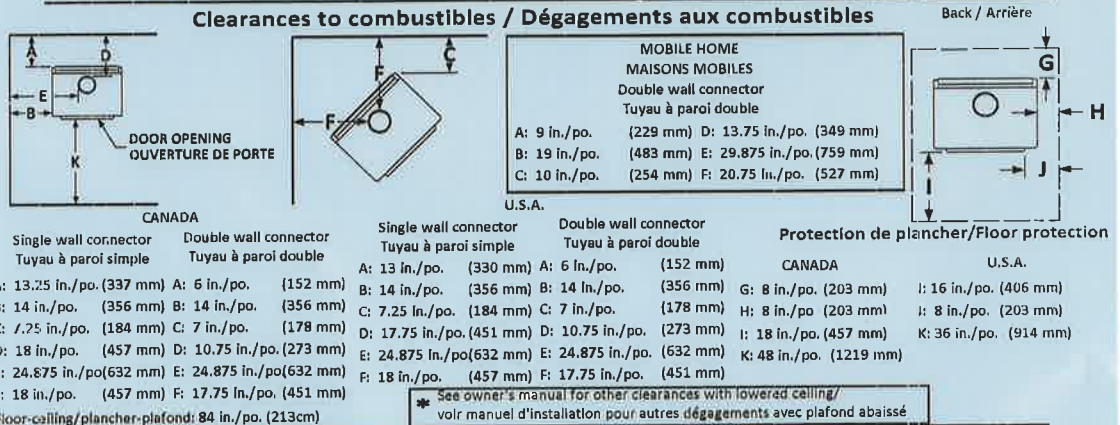 Clearances to combustibles / Dégagements aux combustibles
Back / Arrière
A
D
E
B
K
DOOR OPENING
OUVERTURE DE PORTE
F
C
F
MOBILE HOME
MAISONS MOBILES
Double wall connector
Tuyau à paroi double
A: 9 in./po. (229 mm) D: 13.75 in./po. (349 mm)
B: 19 in./po. (483 mm) E: 29.875 in./po. (759 mm)
C: 10 in./po. (254 mm) F: 20.75 in./po. (527 mm)
G
H
I
J
CANADA
Single wall connector
Tuyau à paroi simple
: 13.25 in./po. (337 mm)
: 14 in./po. (356 mm)
: 7.25 in./po. (184 mm)
: 18 in./po. (457 mm)
: 24.875 in./po(632 mm)
: 18 in./po. (457 mm)
Double wall connector
Tuyau à paroi double
A: 6 in./po. (152 mm)
B: 14 in./po. (356 mm)
C: 7 in./po. (178 mm)
D: 10.75 in./po. (273 mm)
E: 24.875 in./po(632 mm)
F: 17.75 in./po. (451 mm)
floor-ceiling/plancher-plafond: 84 in./po. (213cm)
U.S.A.
Single wall connector
Tuyau à paroi simple
A: 13 in./po. (330 mm)
B: 14 in./po. (356 mm)
C: 7.25 in./po. (184 mm)
D: 17.75 in./po. (451 mm)
E: 24.875 in./po(632 mm)
F: 18 in./po. (457 mm)
Double wall connector
Tuyau à paroi double
A: 6 in./po. (152 mm)
B: 14 in./po. (356 mm)
C: 7 in./po. (178 mm)
D: 10.75 in./po. (273 mm)
E: 24.875 in./po. (632 mm)
F: 17.75 in./po. (451 mm)
Protection de plancher/Floor protection
CANADA
G: 8 in./po (203 mm)
H: 8 in./po (203 mm)
I: 18 in./po. (457 mm)
K: 48 in./po. (1219 mm)
U.S.A.
I: 16 in./po. (406 mm)
J: 8 in./po. (203 mm)
K: 36 in./po. (914 mm)
* See owner's manual for other clearances with lowered ceiling/
voir manuel d'installation pour autres dégagements avec plafond abaissé